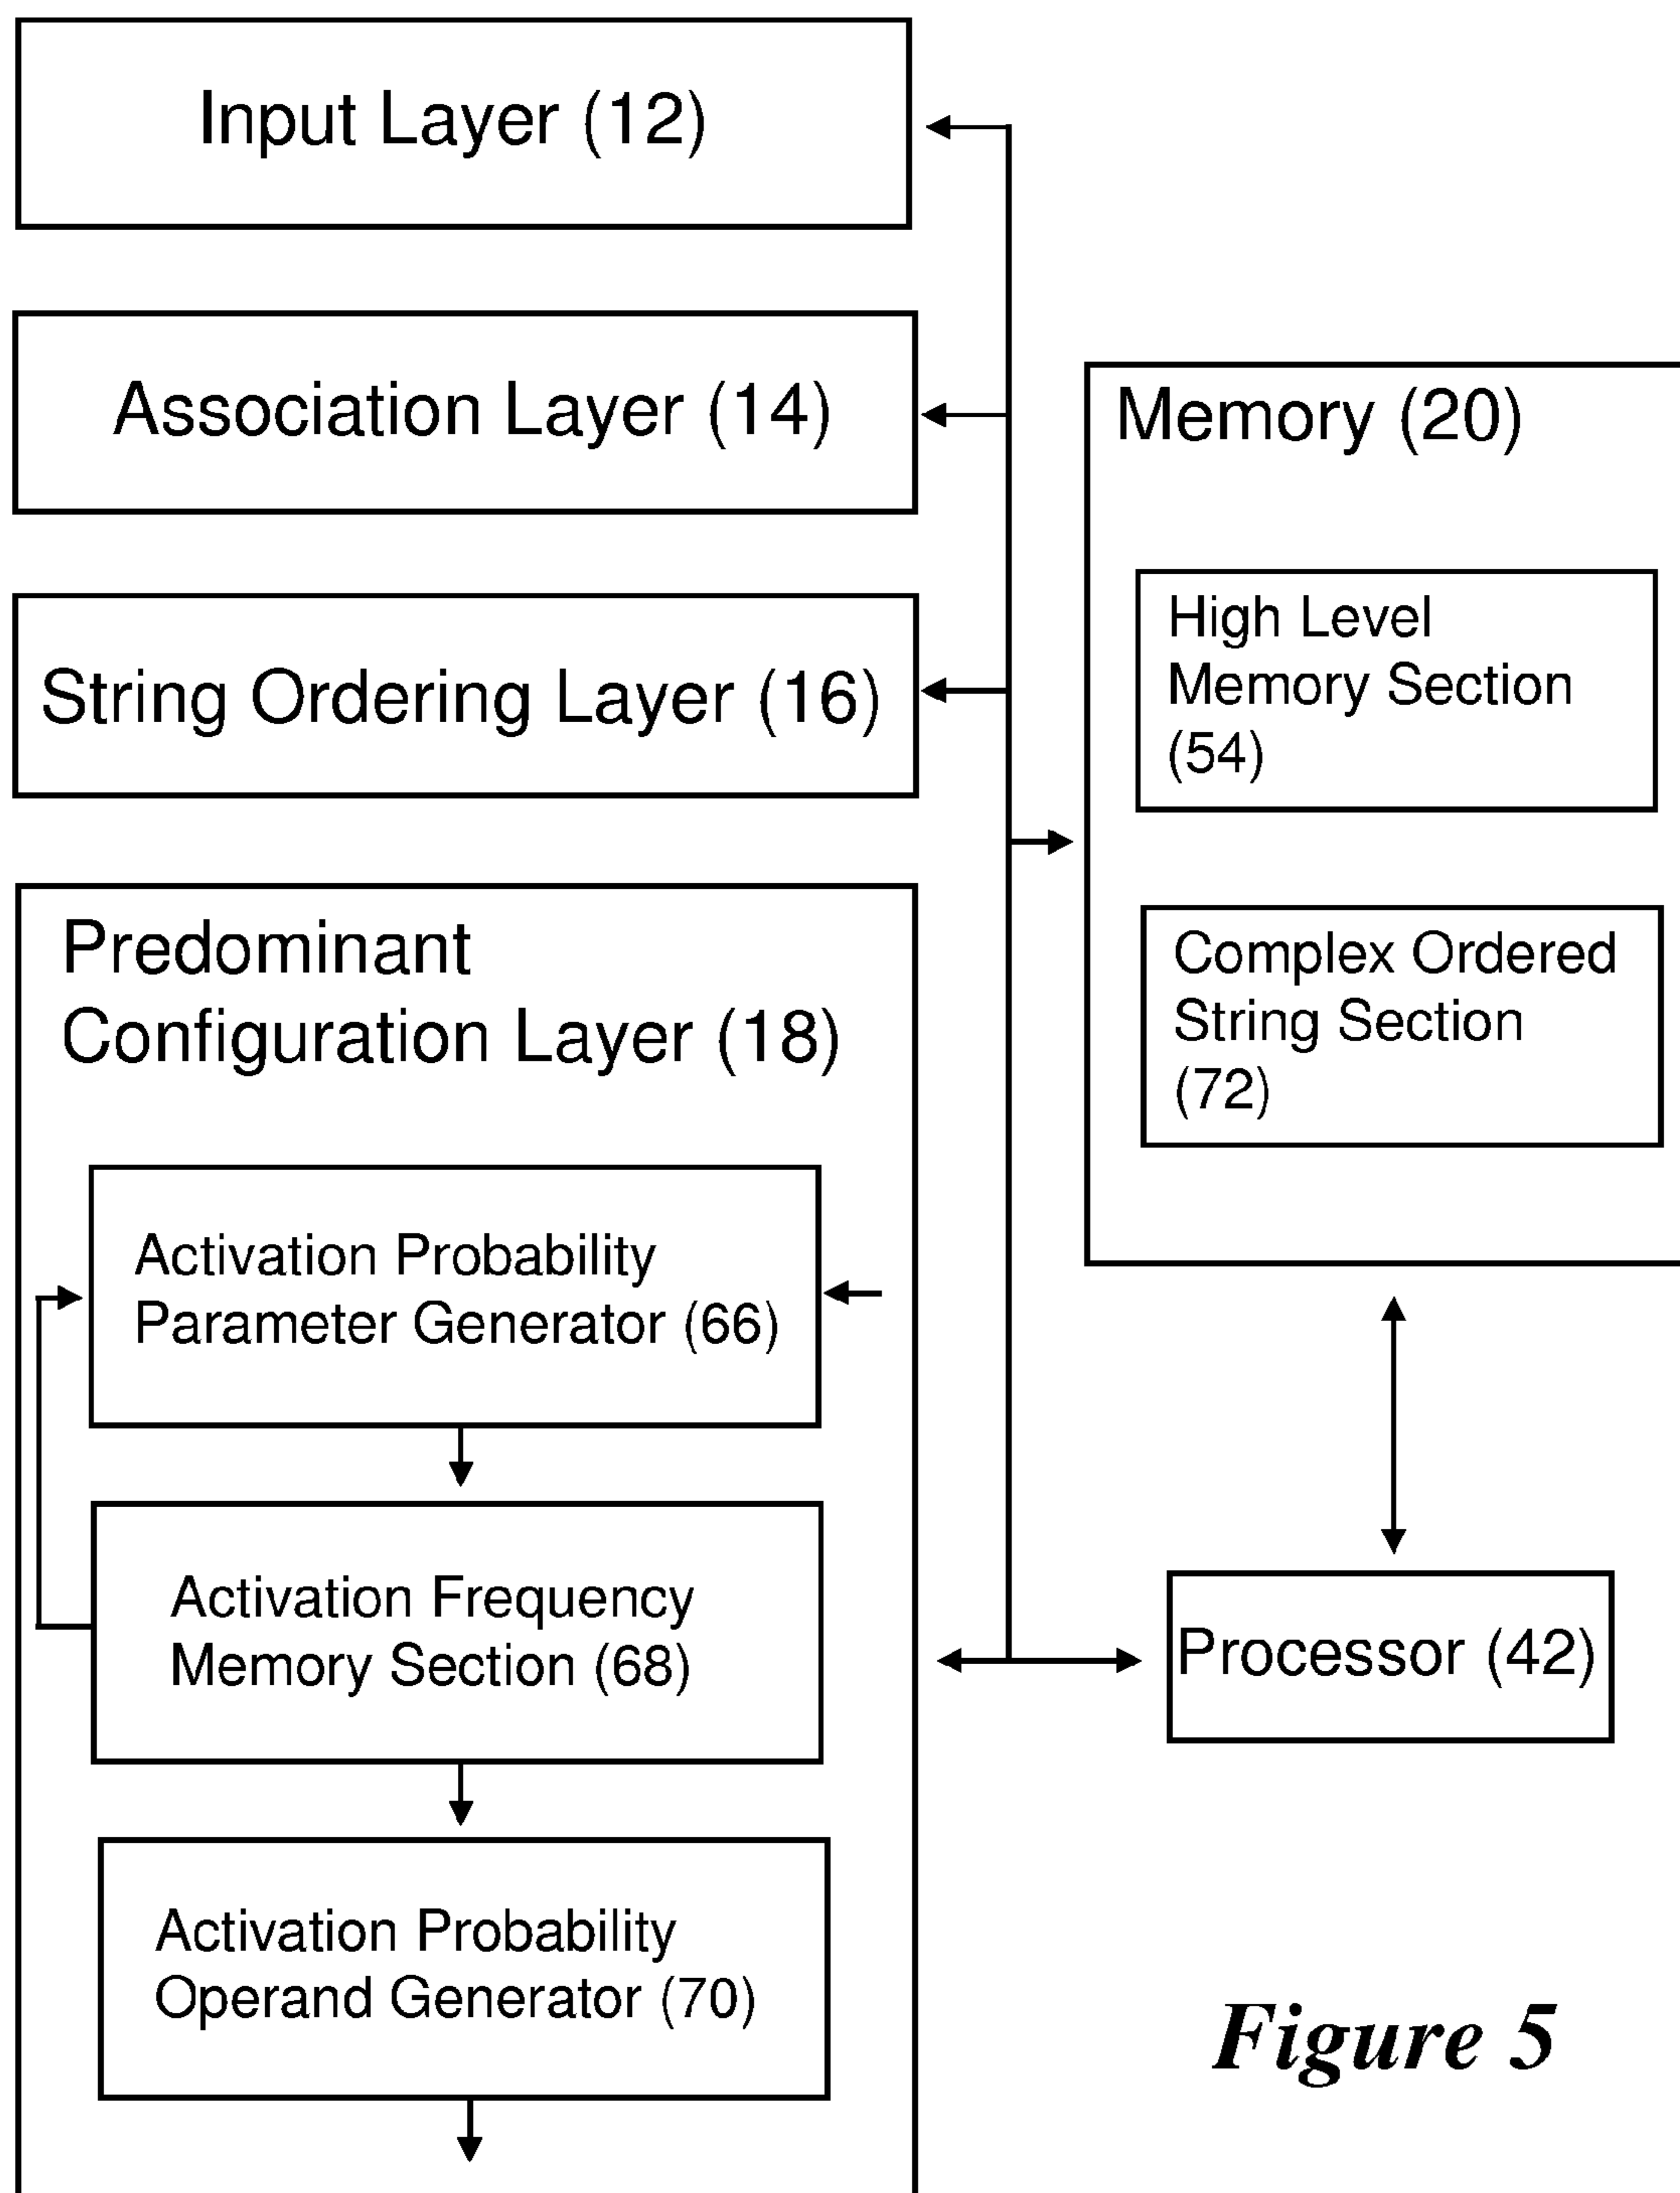 Input Layer (12)
Association Layer (14)
String Ordering Layer (16)
Predominant
Configuration Layer (18)
Activation Probability
Parameter Generator (66)
Activation Frequency
Memory Section (68)
Activation Probability
Operand Generator (70)
Memory (20)
High Level
Memory Section
(54)
Complex Ordered
String Section
(72)
Processor (42)
Figure 5